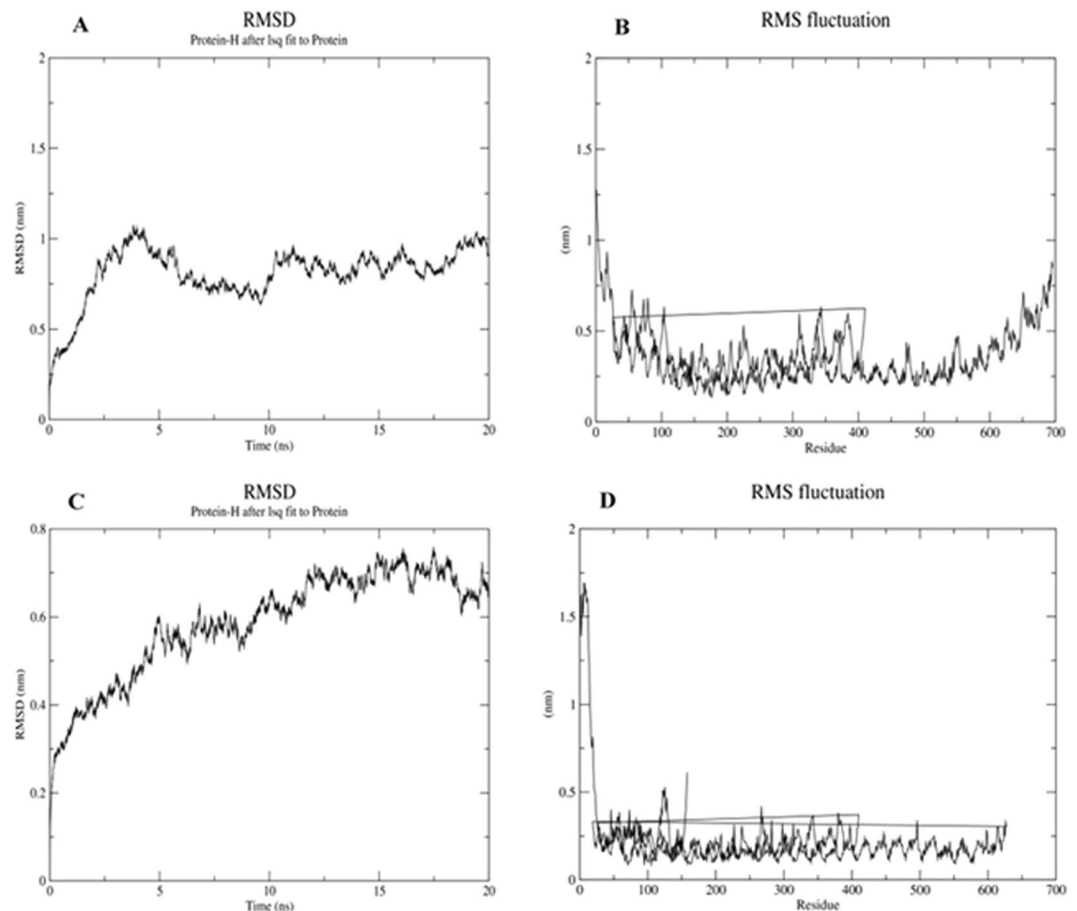 A
RMSD
Protein-H after lsq fit to Protein
RMSD (nm)
2
1.5
1
0.5
0
0 5 10 15 20
Time (ns)
B
RMS fluctuation
(nm)
2
1.5
1
0.5
0
0 100 200 300 400 500 600 700
Residue
C
RMSD
Protein-H after lsq fit to Protein
RMSD (nm)
0.8
0.6
0.4
0.2
0
0 5 10 15 20
Time (ns)
D
RMS fluctuation
(nm)
2
1.5
1
0.5
0
0 100 200 300 400 500 600 700
Residue